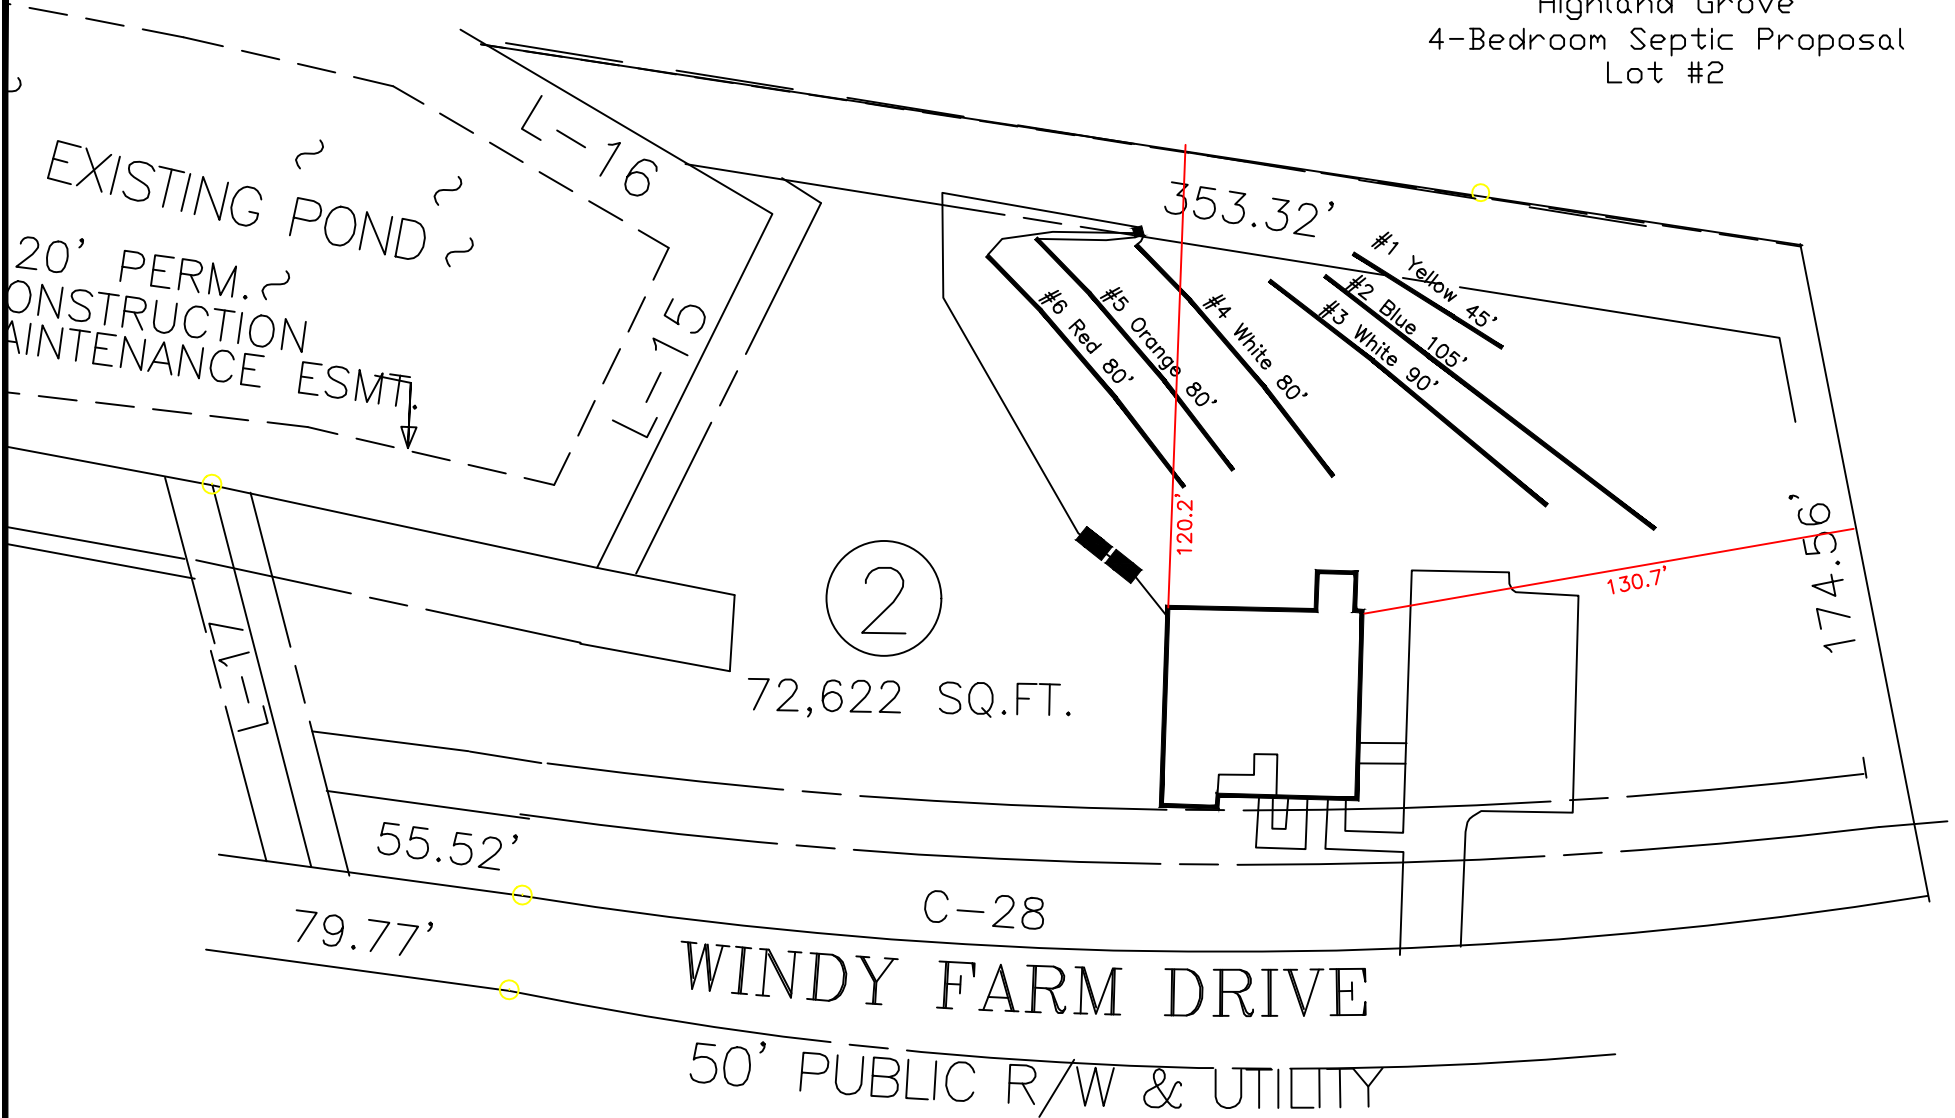 Highland Grove
4-Bedroom Septic Proposal
Lot #2
L-16
EXISTING POND
20' PERM.
ONSTRUCTION
AINTENANCE ESMT.
L-15
353.32'
#1 Yellow 45'
#2 Blue 105'
#3 White 90'
#4 White 80'
#5 Orange 80'
#6 Red 80'
120.2'
130.7'
174.56'
2
72,622 SQ.FT.
L-17
55.52'
79.77'
C-28
WINDY FARM DRIVE
50' PUBLIC R/W & UTILITY